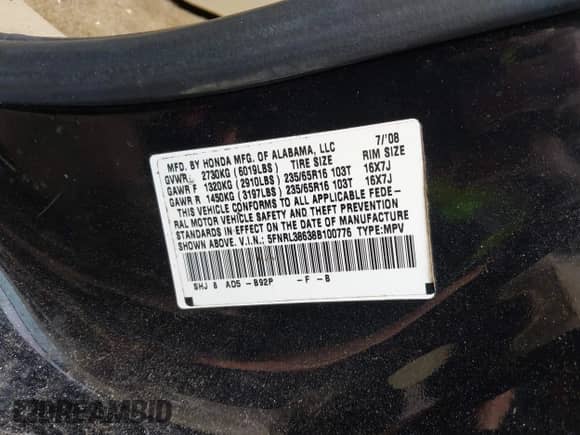 MFD. BY HONDA MFG. OF ALABAMA, LLC 7/'08
GVWR 2730KG (6019LBS) TIRE SIZE RIM SIZE
GAWR F 1320KG (2910LBS) 235/65R16 103T 16X7J
GAWR R 1450KG (3197LBS) 235/65R16 103T 16X7J
THIS VEHICLE CONFORMS TO ALL APPLICABLE FEDE-
RAL MOTOR VEHICLE SAFETY AND THEFT PREVENTION
STANDARDS IN EFFECT ON THE DATE OF MANUFACTURE
SHOWN ABOVE. V.I.N.: 5FNRL38638B100776 TYPE:MPV
SHJ 8 AD5 -B92P -F -B
DREAMBID